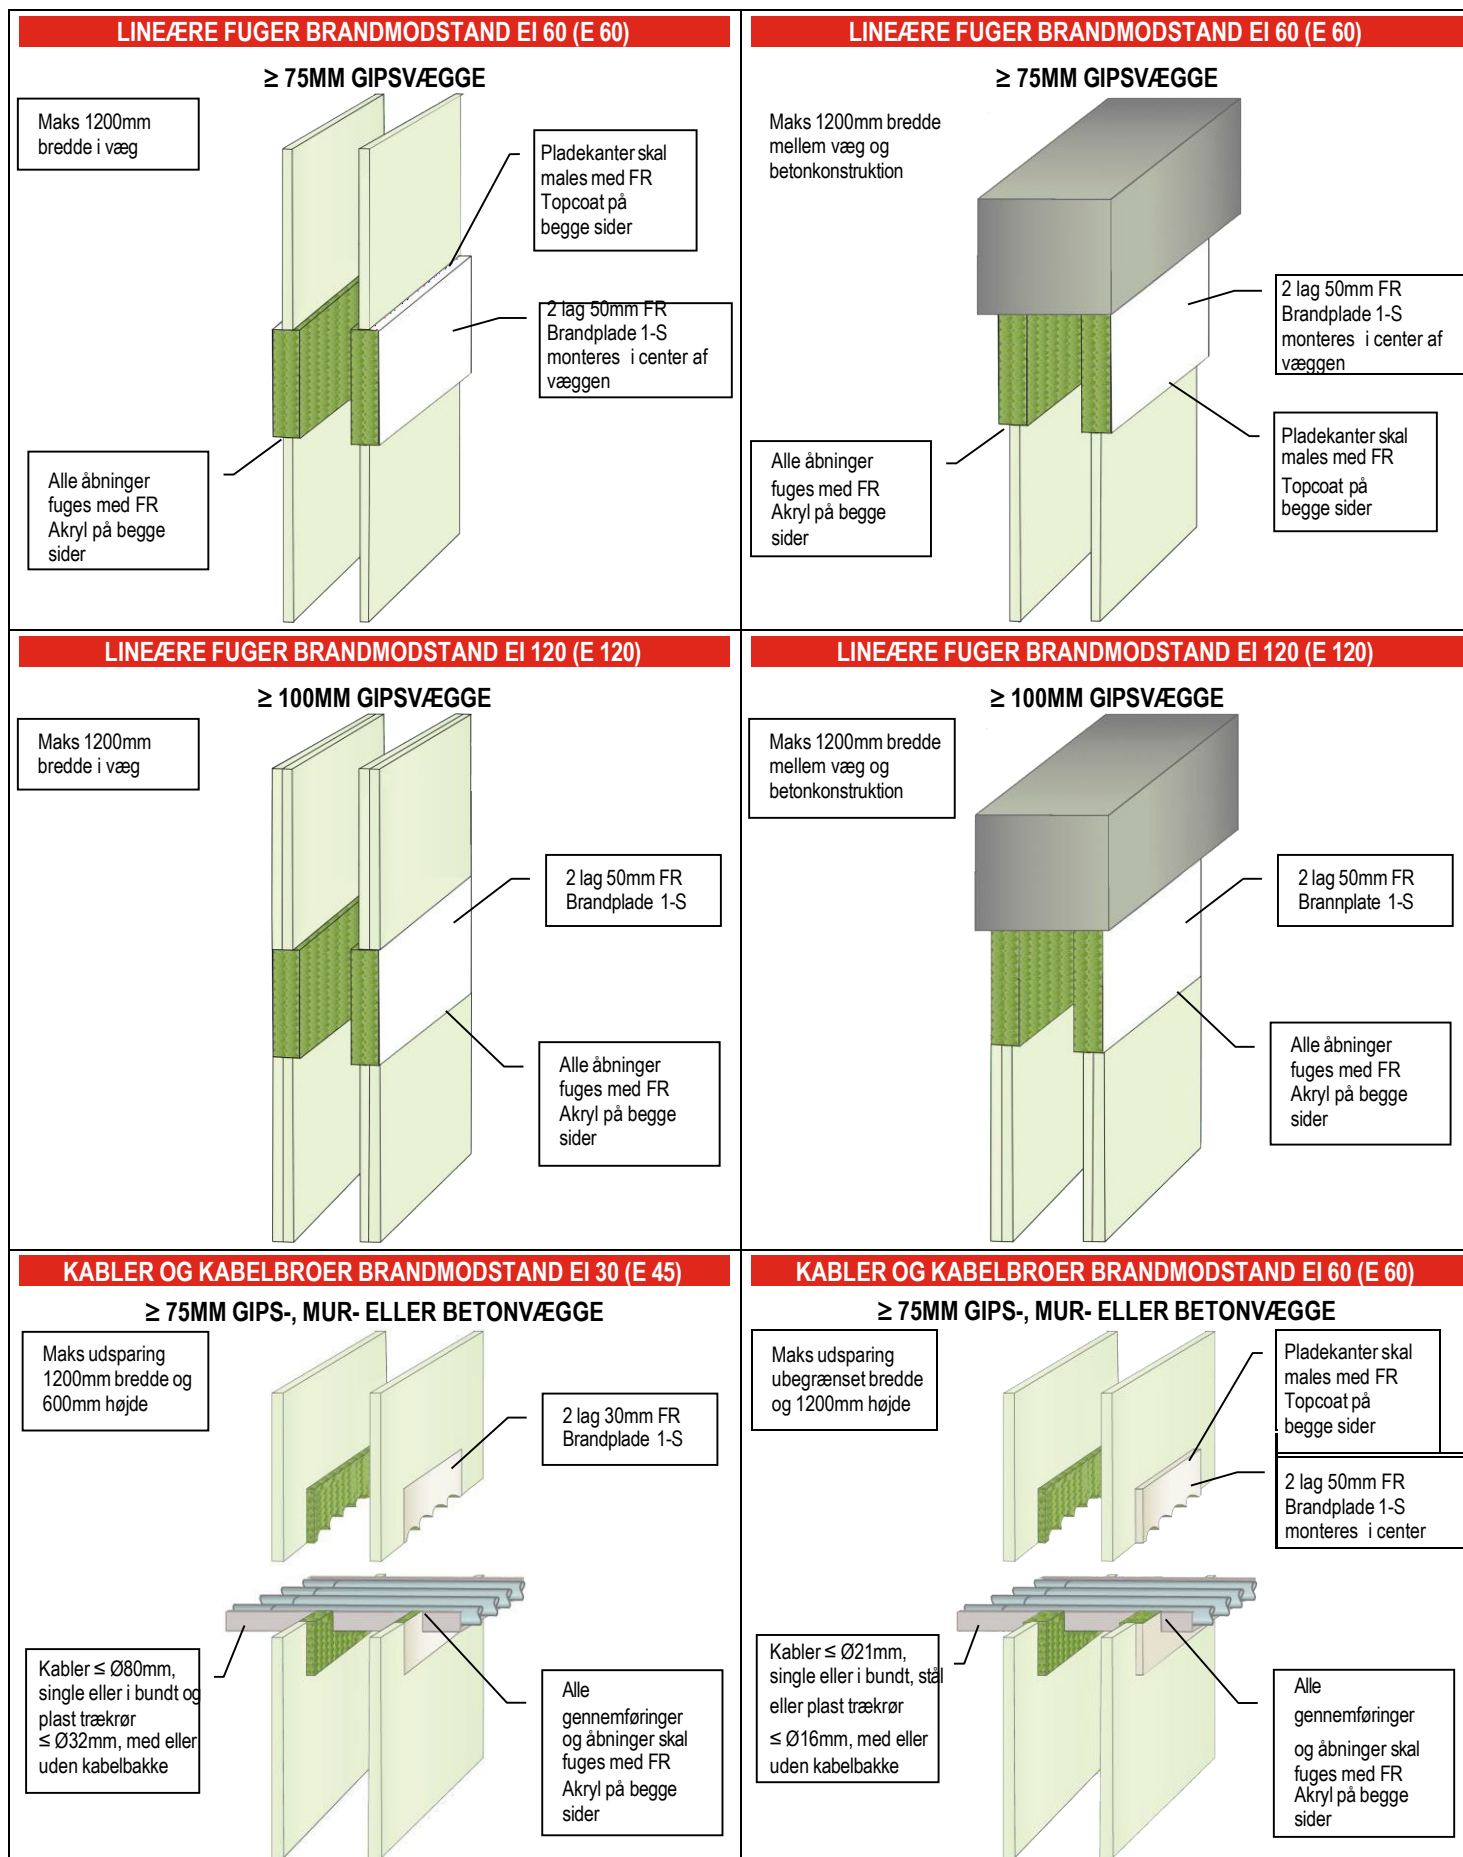 LINEÆRE FUGER BRANDMODSTAND EI 60 (E 60)
≥ 75MM GIPSVÆGGE
Maks 1200mm
bredde i væg
Pladekanter skal
males med FR
Topcoat på
begge sider
2 lag 50mm FR
Brandplade 1-S
monteres i center af
væggen
Alle åbninger
fuges med FR
Akryl på begge
sider
LINEÆRE FUGER BRANDMODSTAND EI 60 (E 60)
≥ 75MM GIPSVÆGGE
Maks 1200mm bredde
mellem væg og
betonkonstruktion
2 lag 50mm FR
Brandplade 1-S
monteres i center af
væggen
Pladekanter skal
males med FR
Topcoat på
begge sider
Alle åbninger
fuges med FR
Akryl på begge
sider
LINEÆRE FUGER BRANDMODSTAND EI 120 (E 120)
≥ 100MM GIPSVÆGGE
Maks 1200mm
bredde i væg
2 lag 50mm FR
Brandplade 1-S
Alle åbninger
fuges med FR
Akryl på begge
sider
LINEÆRE FUGER BRANDMODSTAND EI 120 (E 120)
≥ 100MM GIPSVÆGGE
Maks 1200mm bredde
mellem væg og
betonkonstruktion
2 lag 50mm FR
Brannplate 1-S
Alle åbninger
fuges med FR
Akryl på begge
sider
KABLER OG KABELBROER BRANDMODSTAND EI 30 (E 45)
≥ 75MM GIPS-, MUR- ELLER BETONVÆGGE
Maks udsparing
1200mm bredde og
600mm højde
2 lag 30mm FR
Brandplade 1-S
Kabler ≤ Ø80mm,
single eller i bundt og
plast trækrør
≤ Ø32mm, med eller
uden kabelbakke
Alle
gennemføringer
og åbninger skal
fuges med FR
Akryl på begge
sider
KABLER OG KABELBROER BRANDMODSTAND EI 60 (E 60)
≥ 75MM GIPS-, MUR- ELLER BETONVÆGGE
Maks udsparing
ubegrænset bredde
og 1200mm højde
Pladekanter skal
males med FR
Topcoat på
begge sider
2 lag 50mm FR
Brandplade 1-S
monteres i center
Kabler ≤ Ø21mm,
single eller i bundt, stål
eller plast trækrør
≤ Ø16mm, med eller
uden kabelbakke
Alle
gennemføringer
og åbninger skal
fuges med FR
Akryl på begge
sider